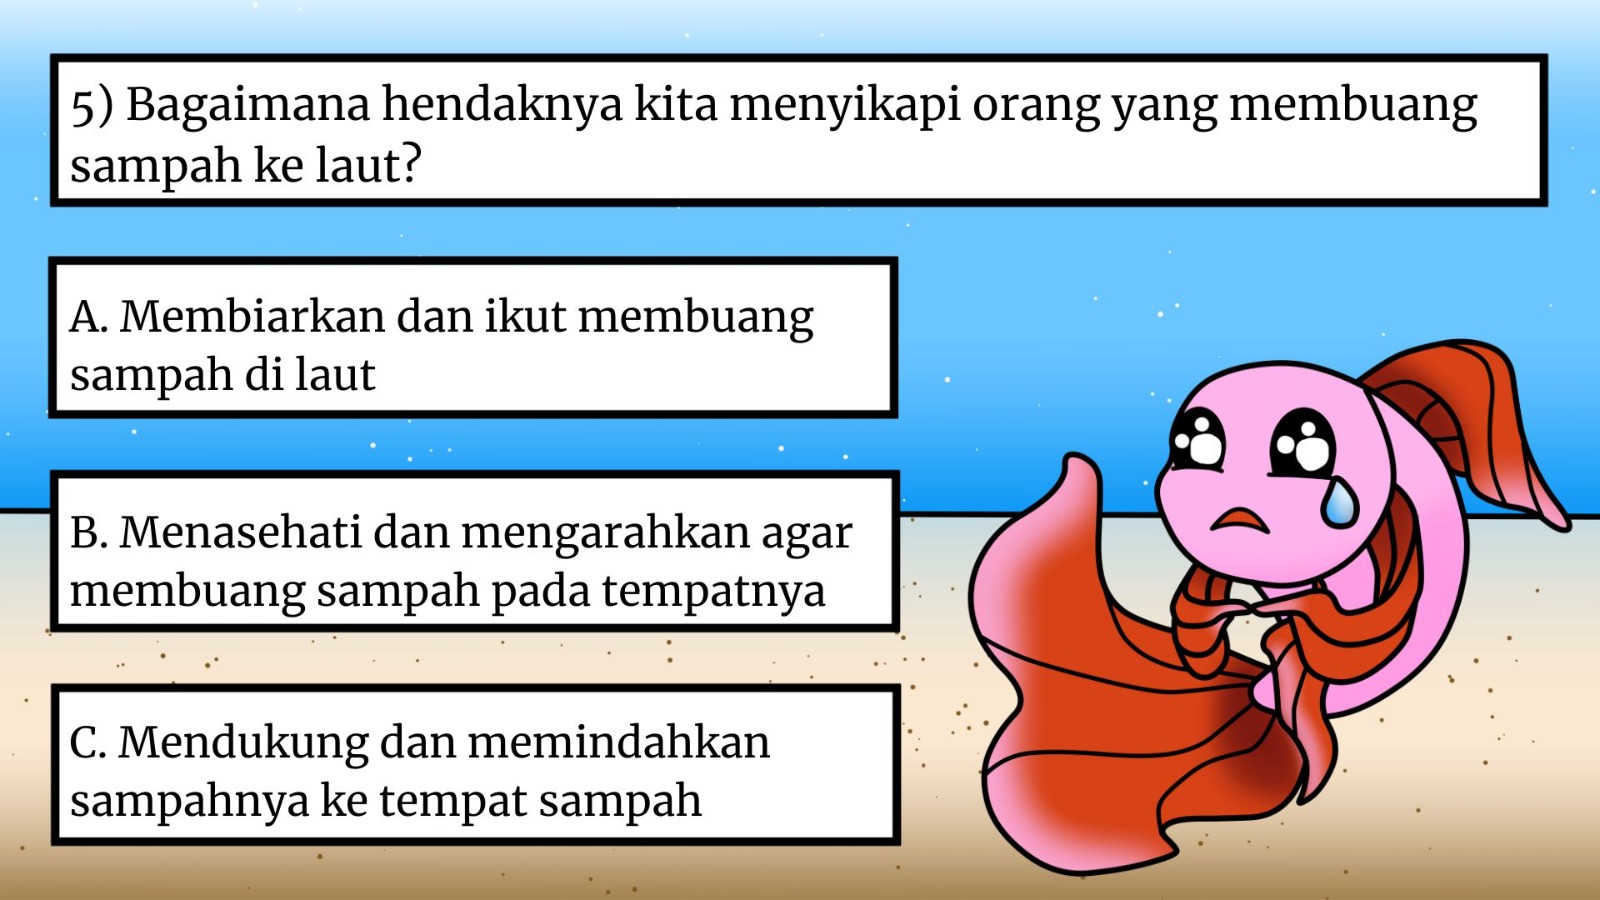 5) Bagaimana hendaknya kita menyikapi orang yang membuang
sampah ke laut?
A. Membiarkan dan ikut membuang
sampah di laut
B. Menasehati dan mengarahkan agar
membuang sampah pada tempatnya
C. Mendukung dan memindahkan
sampahnya ke tempat sampah